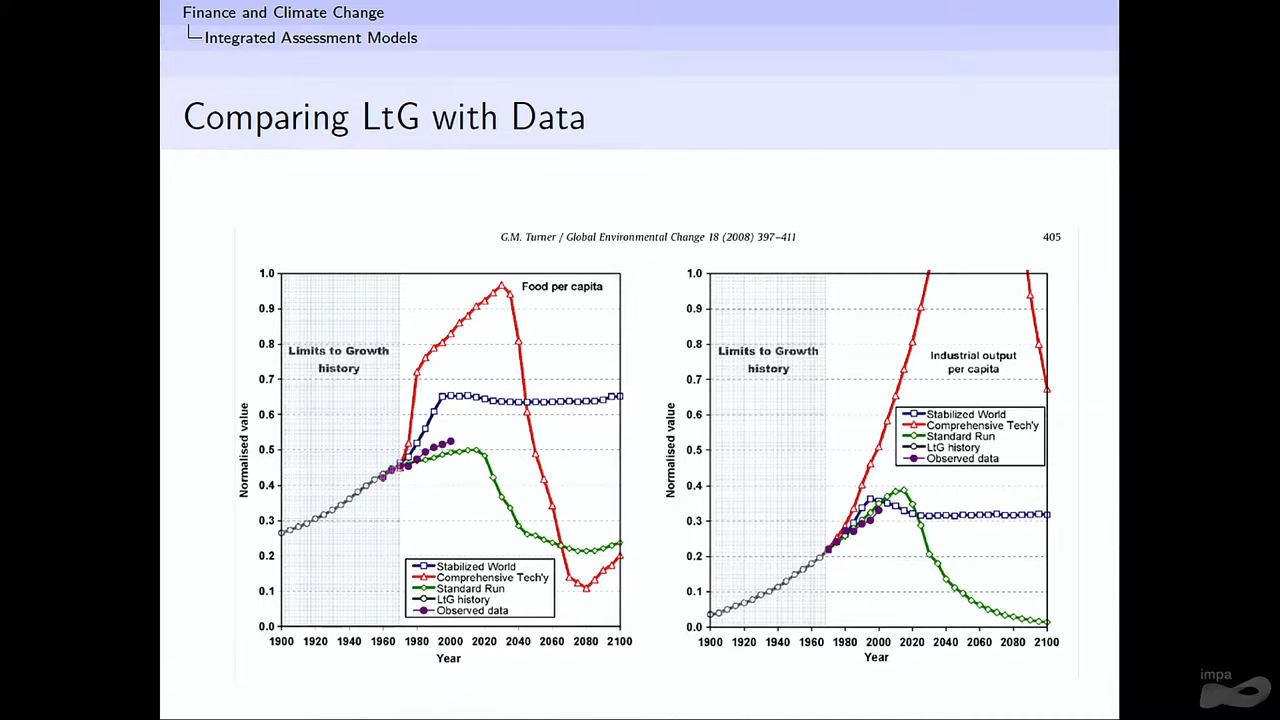 Finance and Climate Change
Integrated Assessment Models
Comparing LtG with Data
G.M. Turner / Global Environmental Change 18 (2008) 397–411
405
1.0
0.9
0.8
0.7
0.6
0.5
0.4
0.3
0.2
0.1
0.0
Normalised value
Food per capita
Limits to Growth
history
Stabilized World
Comprehensive Tech'y
Standard Run
LtG history
Observed data
1900 1920 1940 1960 1980 2000 2020 2040 2060 2080 2100
Year
1.0
0.9
0.8
0.7
0.6
0.5
0.4
0.3
0.2
0.1
0.0
Normalised value
Limits to Growth
history
Industrial output
per capita
Stabilized World
Comprehensive Tech'y
Standard Run
LtG history
Observed data
1900 1920 1940 1960 1980 2000 2020 2040 2060 2080 2100
Year
impa